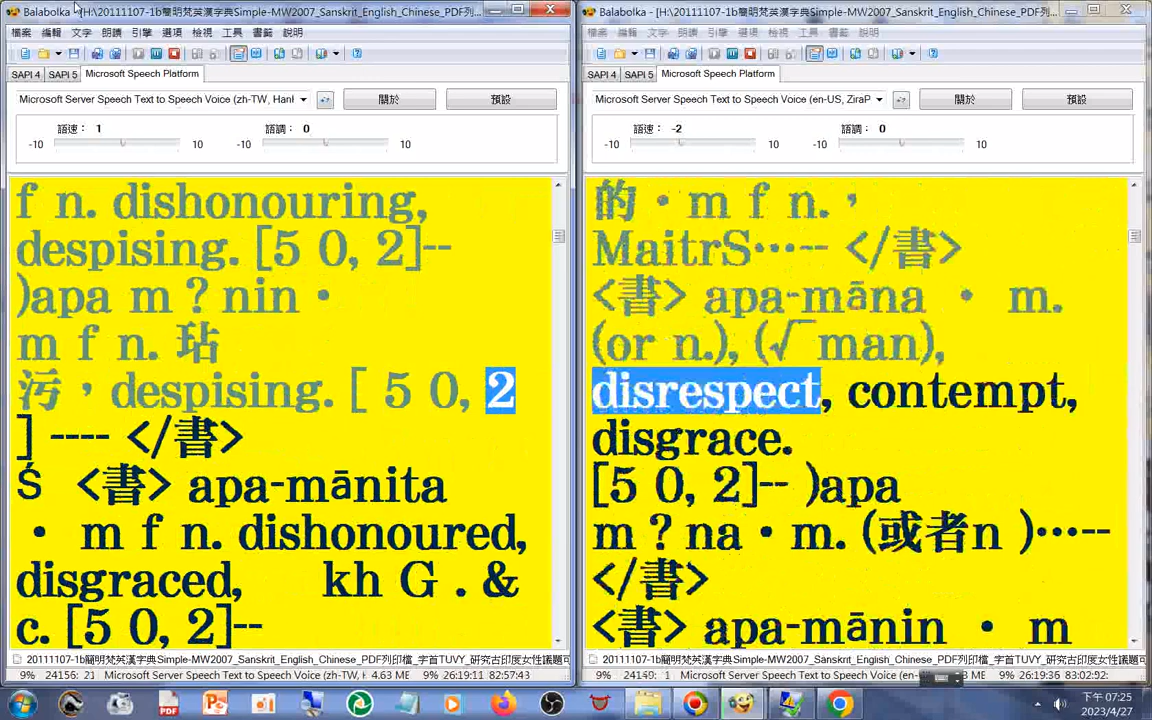 Balabolka - [H:\20111107-1b簡明梵英漢字典Simple-MW2007_Sanskrit_English_Chinese_PDF列...
檔案 編輯 文字 朗讀 引擎 選項 檢視 工具 書籤 說明
SAPI 4 SAPI 5 Microsoft Speech Platform
Microsoft Server Speech Text to Speech Voice (zh-TW, Hanl
關於 預設
語速： 1 語調： 0
-10 10 -10 10
f n. dishonouring,
despising. [5 0, 2]--
)apa m ? nin •
m f n. 玷
污，despising. [ 5 0, 2
] ---- </書>
Ś <書> apa-mānita
• m f n. dishonoured,
disgraced, kh G . &
c. [5 0, 2]--
20111107-1b簡明梵英漢字典Simple-MW2007_Sanskrit_English_Chinese_PDF列印檔_字首TUVY_研究古印度女性議題可
9% 24156: 21 Microsoft Server Speech Text to Speech Voice (zh-TW, H 4.63 ME 9% 26:19:11 82:57:43
Balabolka - [H:\20111107-1b簡明梵英漢字典Simple-MW2007_Sanskrit_English_Chinese_PDF列...
檔案 編輯 文字 朗讀 引擎 選項 檢視 工具 書籤 說明
SAPI 4 SAPI 5 Microsoft Speech Platform
Microsoft Server Speech Text to Speech Voice (en-US, ZiraP
關於 預設
語速： -2 語調： 0
-10 10 -10 10
的 • m f n.，
MaitrS…-- </書>
<書> apa-māna • m.
(or n.), (√ man),
disrespect, contempt,
disgrace.
[5 0, 2]-- )apa
m ? na • m. (或者n )…--
</書>
<書> apa-mānin • m
20111107-1b簡明梵英漢字典Simple-MW2007_Sanskrit_English_Chinese_PDF列印檔_字首TUVY_研究古印度女性議題可
9% 24149: 1 Microsoft Server Speech Text to Speech Voice (en-US, Z 4.63 ME 9% 26:19:36 83:02:92
下午 07:25
2023/4/27